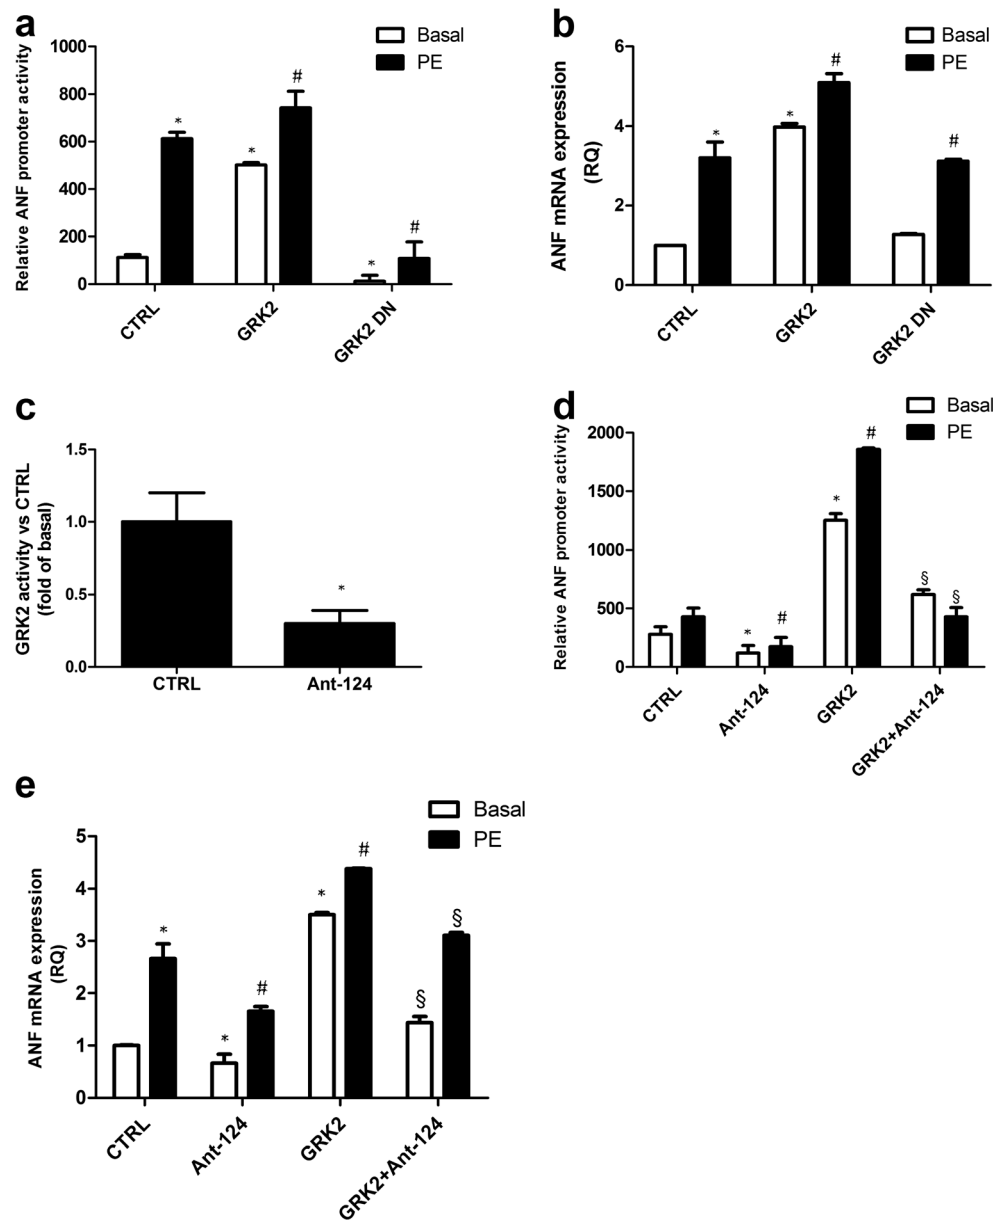 a
Basal
PE
Relative ANF promoter activity
1000
800
600
400
200
0
*
*
#
*
#
CTRL
GRK2
GRK2 DN
b
Basal
PE
ANF mRNA expression
(RQ)
6
4
2
0
*
*
#
#
CTRL
GRK2
GRK2 DN
c
GRK2 activity vs CTRL
(fold of basal)
1.5
1.0
0.5
0.0
*
CTRL
Ant-124
d
Basal
PE
Relative ANF promoter activity
2000
1500
1000
500
0
*
#
*
#
§
§
CTRL
Ant-124
GRK2
GRK2+Ant-124
e
Basal
PE
ANF mRNA expression
(RQ)
5
4
3
2
1
0
*
*
#
*
#
§
§
CTRL
Ant-124
GRK2
GRK2+Ant-124